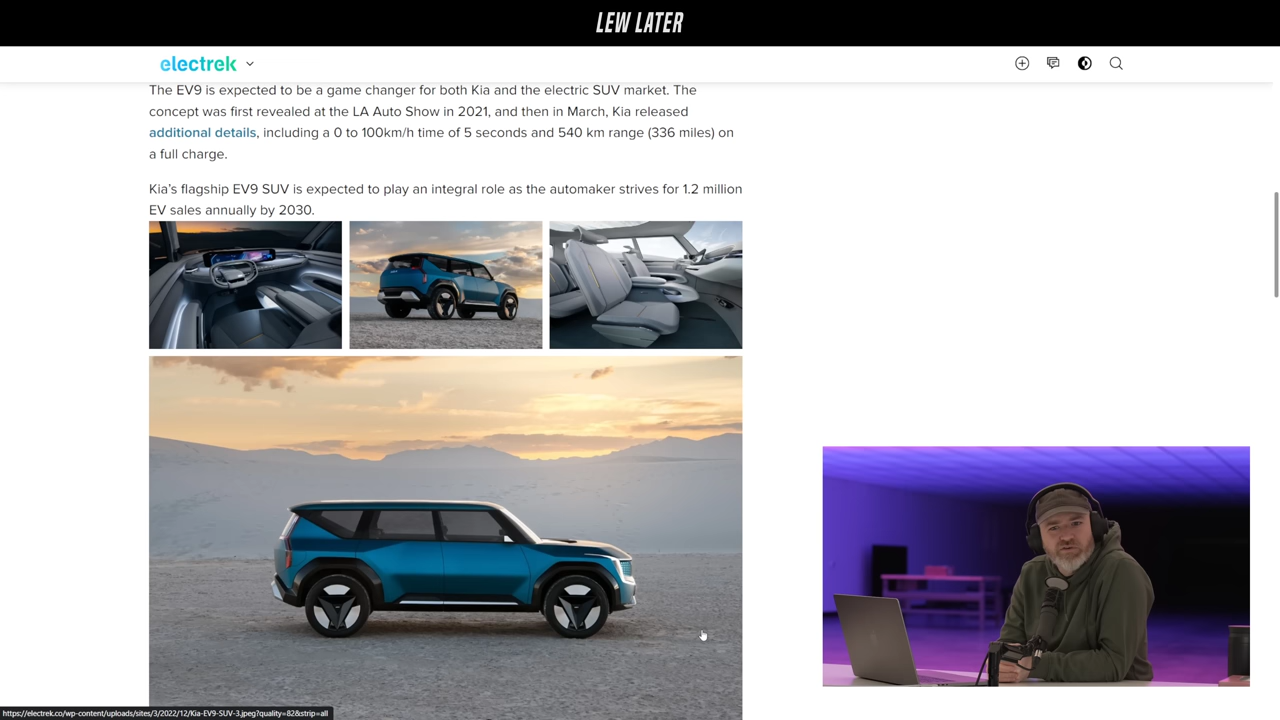 LEW LATER
electrek
The EV9 is expected to be a game changer for both Kia and the electric SUV market. The
concept was first revealed at the LA Auto Show in 2021, and then in March, Kia released
additional details, including a 0 to 100km/h time of 5 seconds and 540 km range (336 miles) on
a full charge.
Kia’s flagship EV9 SUV is expected to play an integral role as the automaker strives for 1.2 million
EV sales annually by 2030.
https://electrek.co/wp-content/uploads/sites/3/2022/12/Kia-EV9-SUV-3.jpeg?quality=82&strip=all